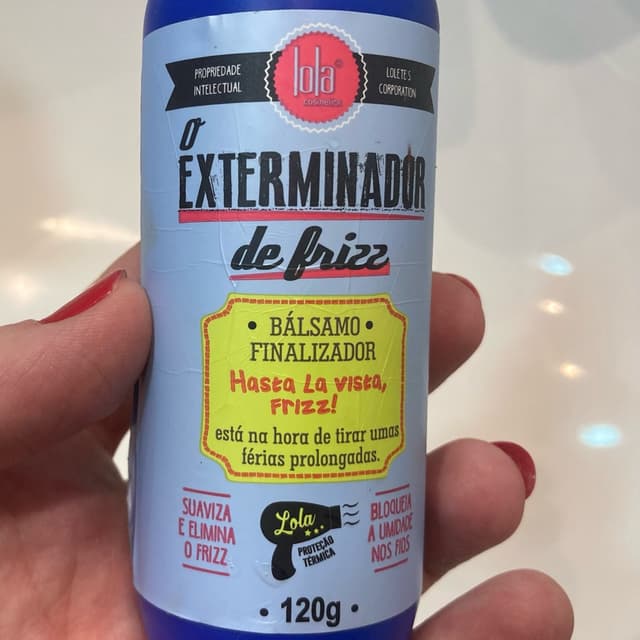 PROPRIEDADE
INTELECTUAL
lola
cosmetics
LOLETES
CORPORATION
O
EXTERMINADOR
de frizz
• BÁLSAMO •
FINALIZADOR
Hasta La vista,
Frizz!
está na hora de tirar umas
férias prolongadas.
SUAVIZA
E ELIMINA
O FRIZZ
Lola
PROTEÇÃO
TÉRMICA
BLOQUEIA
A UMIDADE
NOS FIOS
• 120g •